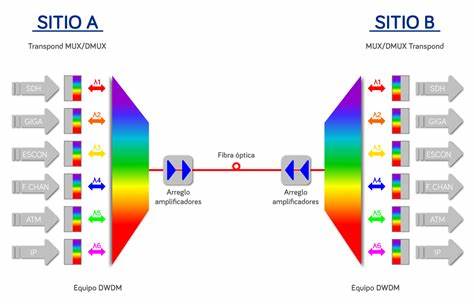 SITIO A
SITIO B
Transpond MUX/DMUX
MUX/DMUX Transpond
SDH
λ1
λ1
SDH
GIGA
λ2
λ2
GIGA
ESCON
λ3
λ3
ESCON
Fibra óptica
F.CHAN
λ4
λ4
F.CHAN
Arreglo
amplificadores
Arreglo
amplificadores
ATM
λ5
λ5
ATM
IP
λ6
λ6
IP
Equipo DWDM
Equipo DWDM